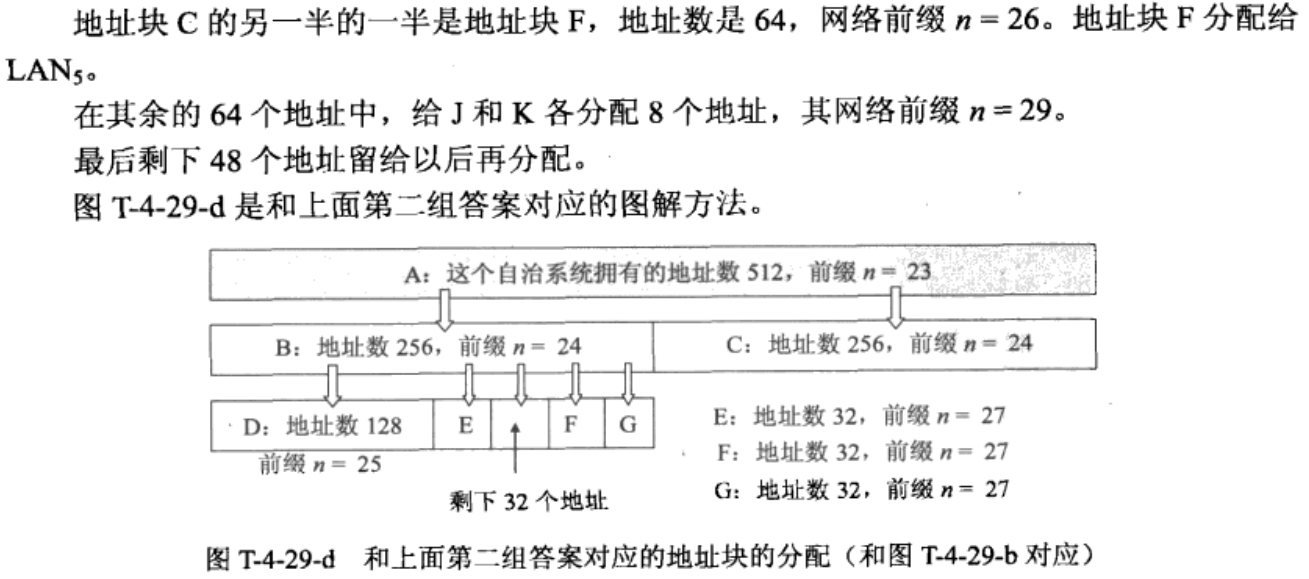 地址块 C 的另一半的一半是地址块 F，地址数是 64，网络前缀 n = 26。地址块 F 分配给
LAN₅。
在其余的 64 个地址中，给 J 和 K 各分配 8 个地址，其网络前缀 n = 29。
最后剩下 48 个地址留给以后再分配。
图 T-4-29-d 是和上面第二组答案对应的图解方法。
A：这个自治系统拥有的地址数 512，前缀 n = 23
B：地址数 256，前缀 n = 24
C：地址数 256，前缀 n = 24
D：地址数 128
E
F
G
前缀 n = 25
剩下 32 个地址
E：地址数 32，前缀 n = 27
F：地址数 32，前缀 n = 27
G：地址数 32，前缀 n = 27
图 T-4-29-d 和上面第二组答案对应的地址块的分配（和图 T-4-29-b 对应）